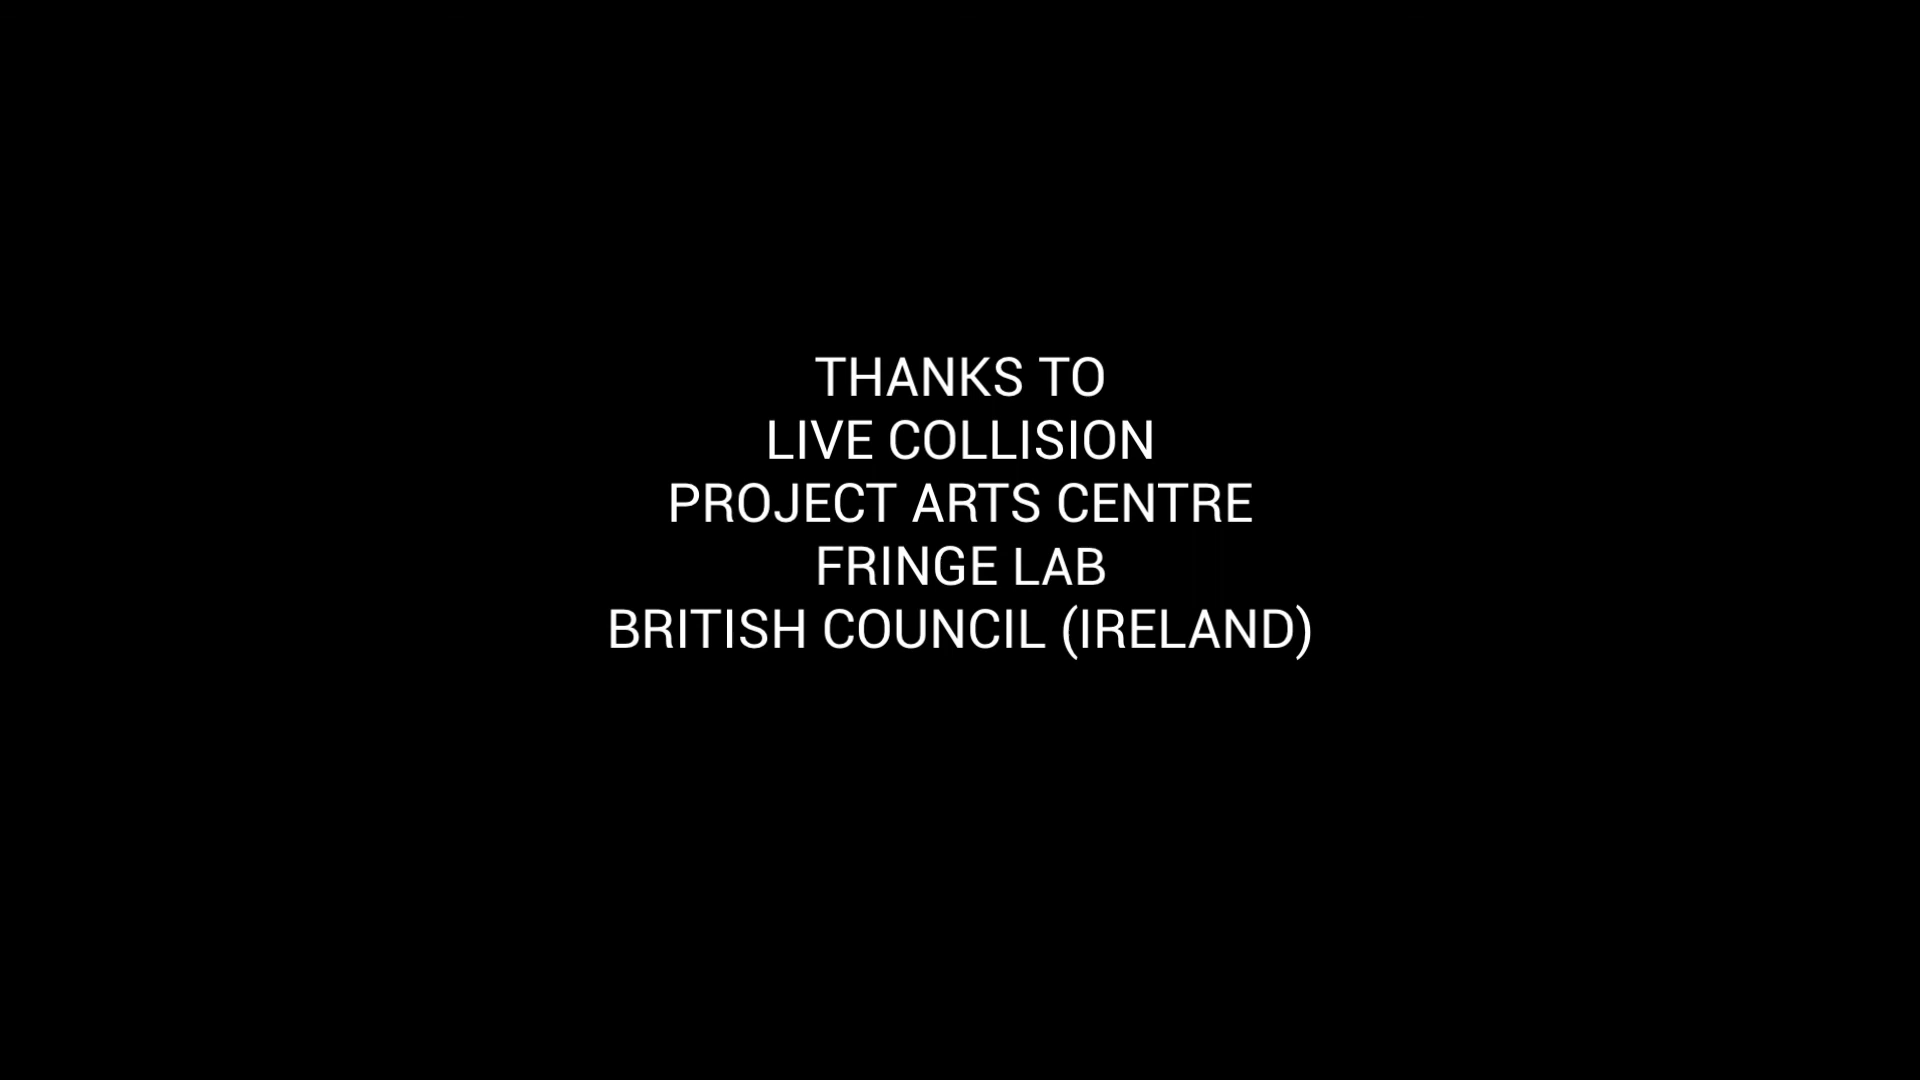 THANKS TO
LIVE COLLISION
PROJECT ARTS CENTRE
FRINGE LAB
BRITISH COUNCIL (IRELAND)